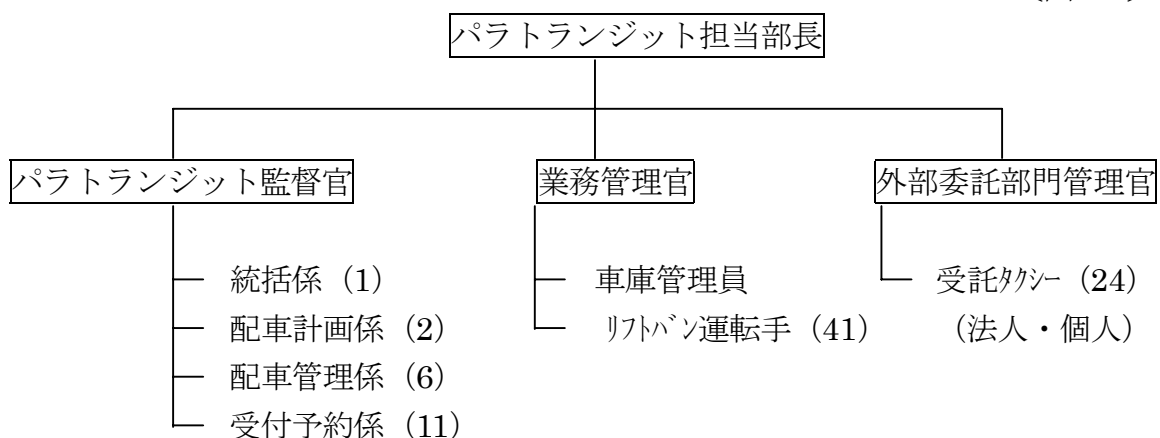 パラトランジット担当部長
パラトランジット監督官
業務管理官
外部委託部門管理官
統括係 (1)
配車計画係 (2)
配車管理係 (6)
受付予約係 (11)
車庫管理員
ﾘﾌﾄﾊﾞﾝ運転手 (41)
受託ﾀｸｼｰ (24)
(法人・個人)